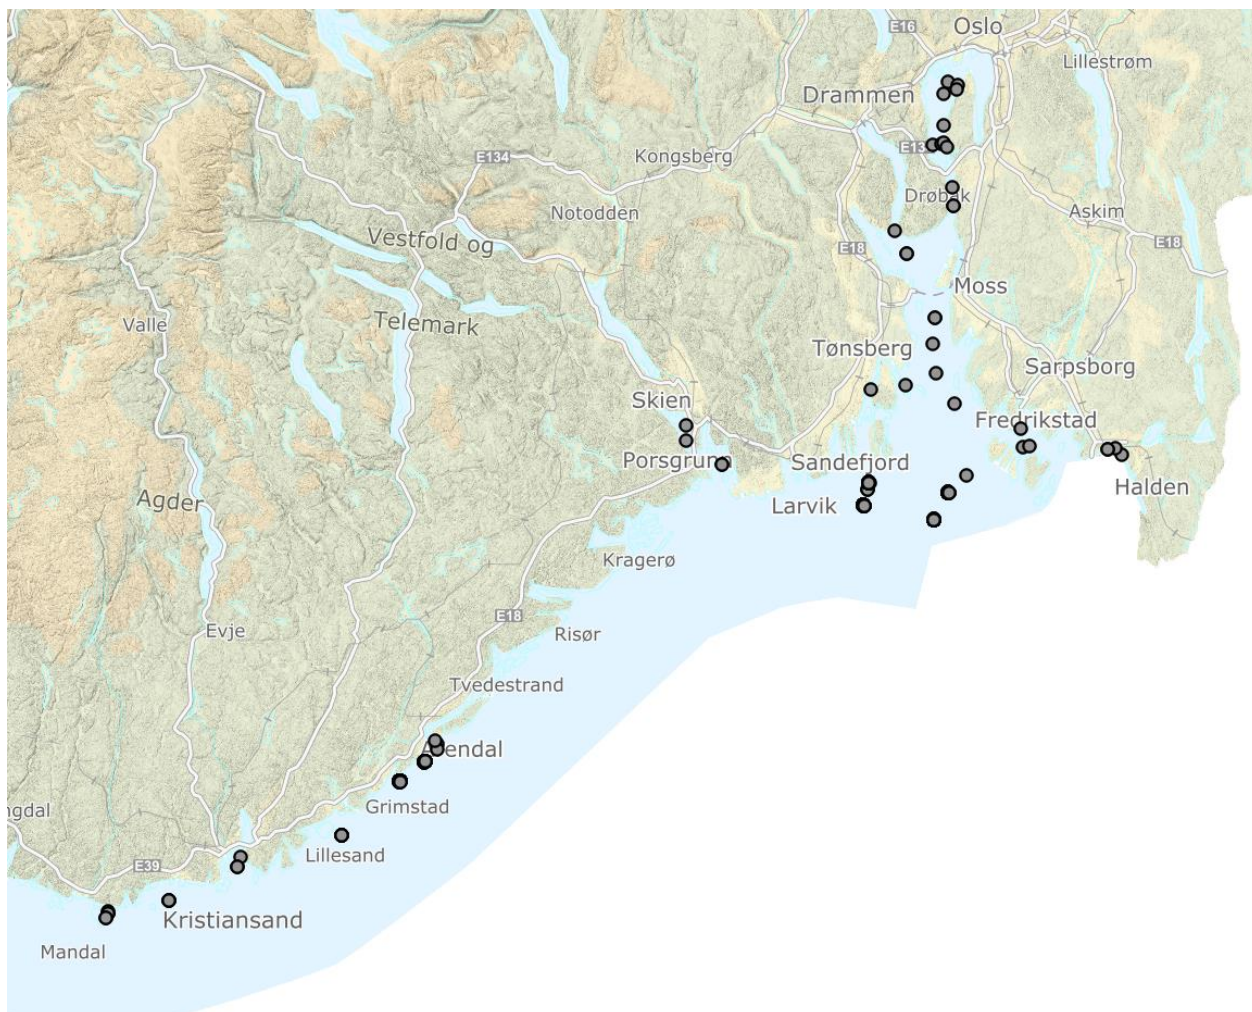 E16
Oslo
Lillestrøm
Drammen
E134
Kongsberg
E13
Notodden
Drøbak
Askim
Vestfold og
E18
E18
Moss
Valle
Telemark
Tønsberg
Sarpsborg
Skien
Fredrikstad
Porsgrunn
Sandefjord
Agder
Halden
Larvik
Kragerø
E18
Evje
Risør
Tvedestrand
Arendal
ngdal
Grimstad
Lillesand
E39
Kristiansand
Mandal